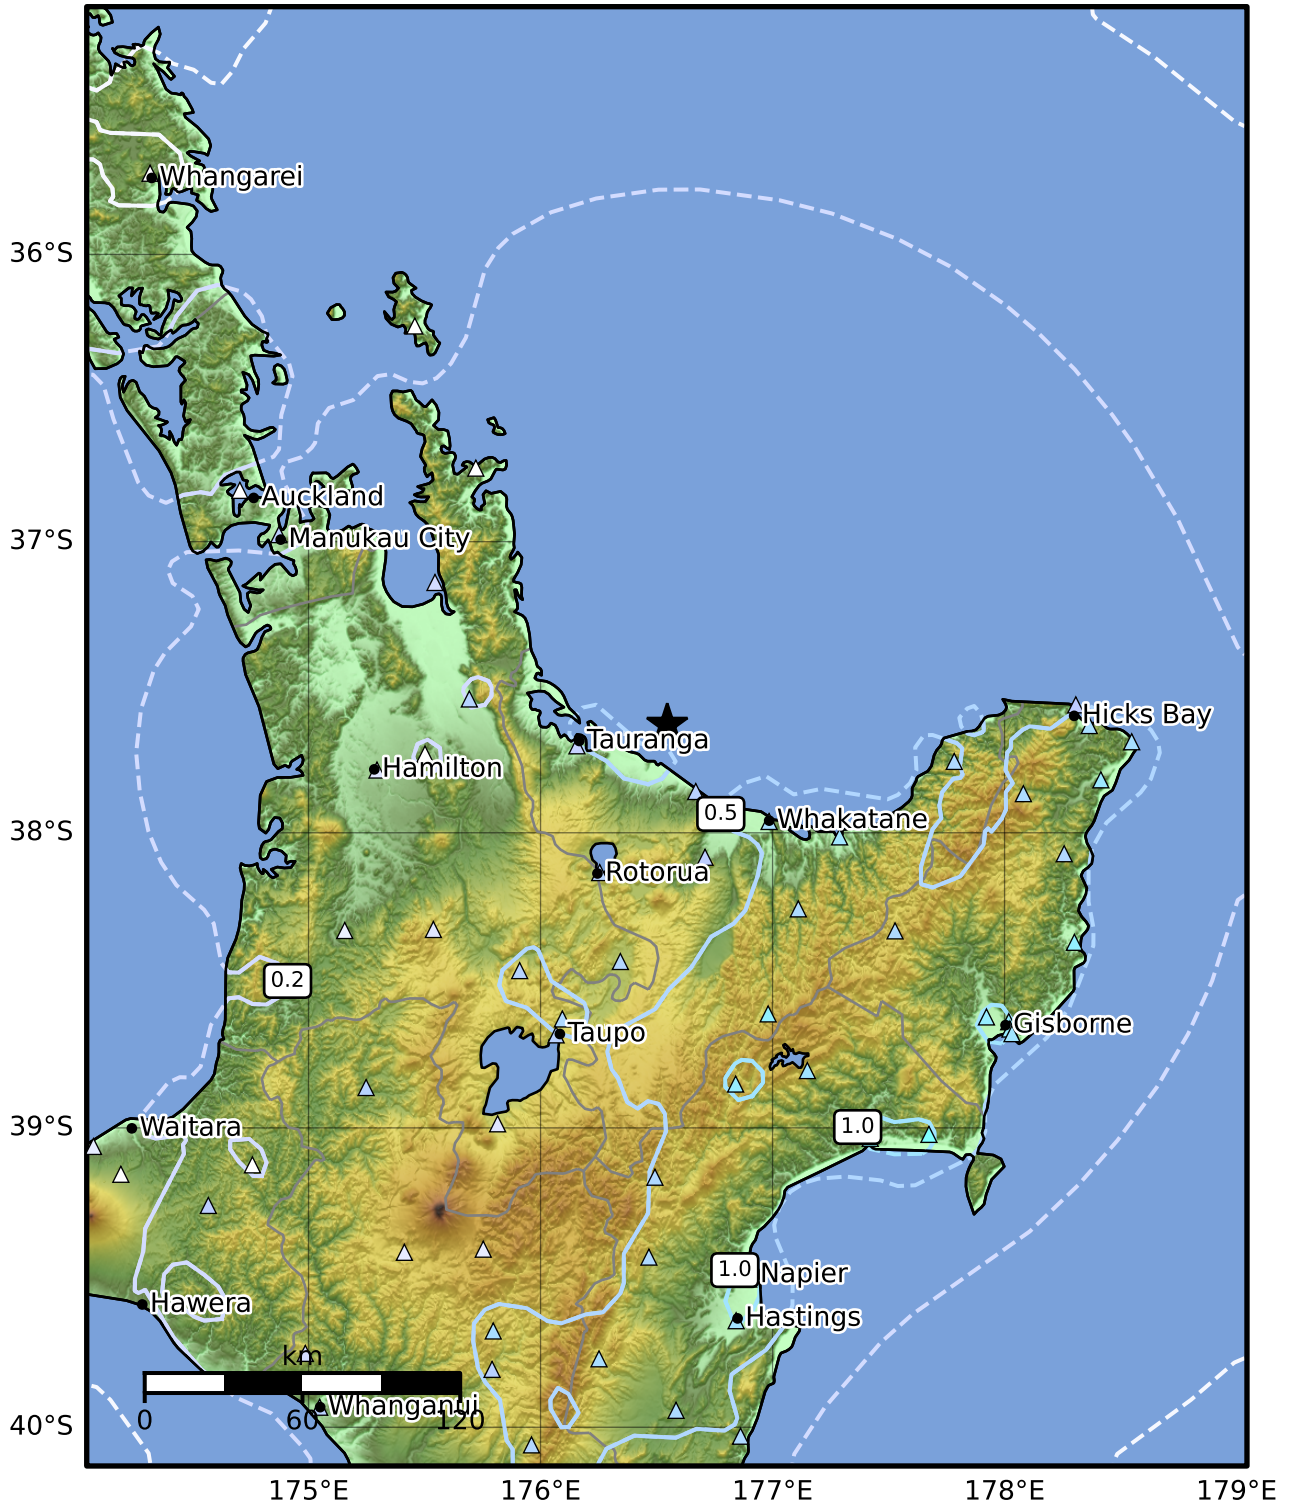 Whangarei
36°S
Auckland
Manukau City
37°S
Hicks Bay
Tauranga
Hamilton
0.5
Whakatane
38°S
Rotorua
0.2
Gisborne
Taupo
39°S
Waitara
1.0
1.0
Napier
Hawera
Hastings
km
Whanganui
0 60 120
40°S
175°E 176°E 177°E 178°E 179°E